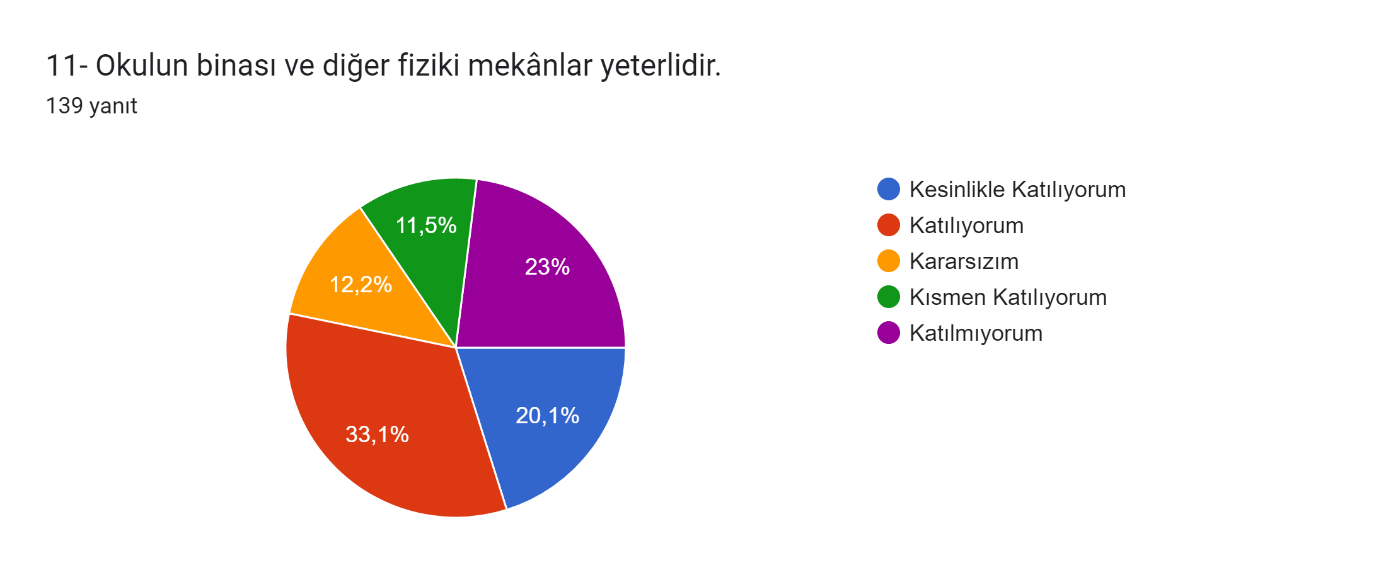 11- Okulun binası ve diğer fiziki mekânlar yeterlidir.
139 yanıt
11,5%
23%
12,2%
20,1%
33,1%
Kesinlikle Katılıyorum
Katılıyorum
Kararsızım
Kısmen Katılıyorum
Katılmıyorum